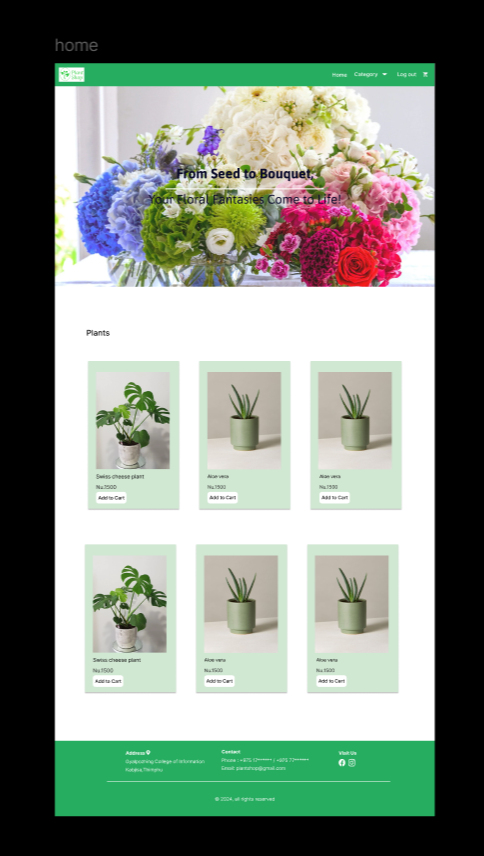 home
Plant
Shop
Home Category Log out
From Seed to Bouquet,
Your Floral Fantasies Come to Life!
Plants
Swiss cheese plant
Nu.1500
Add to Cart
Aloe vera
Nu.1500
Add to Cart
Aloe vera
Nu.1500
Add to Cart
Swiss cheese plant
Nu.1500
Add to Cart
Aloe vera
Nu.1500
Add to Cart
Aloe vera
Nu.1500
Add to Cart
Address
Gyalpozhing College of Information
Kabjisa,Thimphu
Contact
Phone : +975 17****** | +975 77******
Email: plantshop@gmail.com
Visit Us
© 2024, all rights reserved